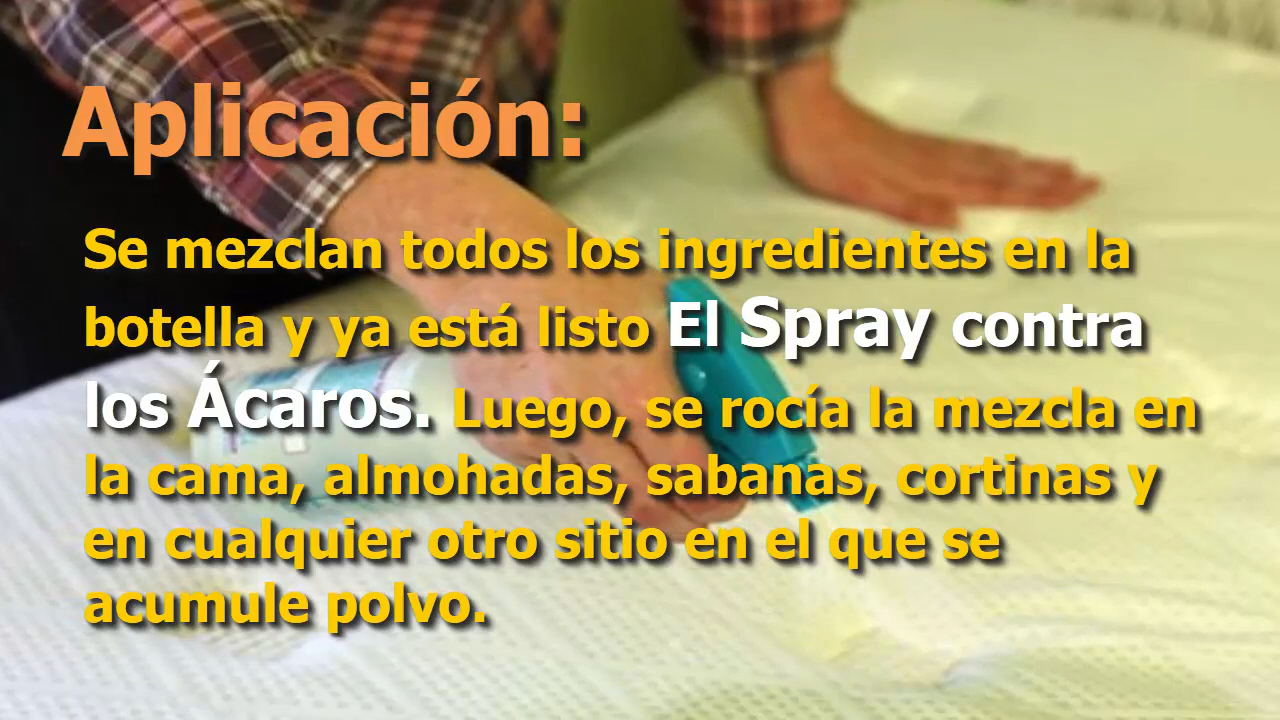 Aplicación:
Se mezclan todos los ingredientes en la
botella y ya está listo El Spray contra
los Ácaros. Luego, se rocía la mezcla en
la cama, almohadas, sabanas, cortinas y
en cualquier otro sitio en el que se
acumule polvo.